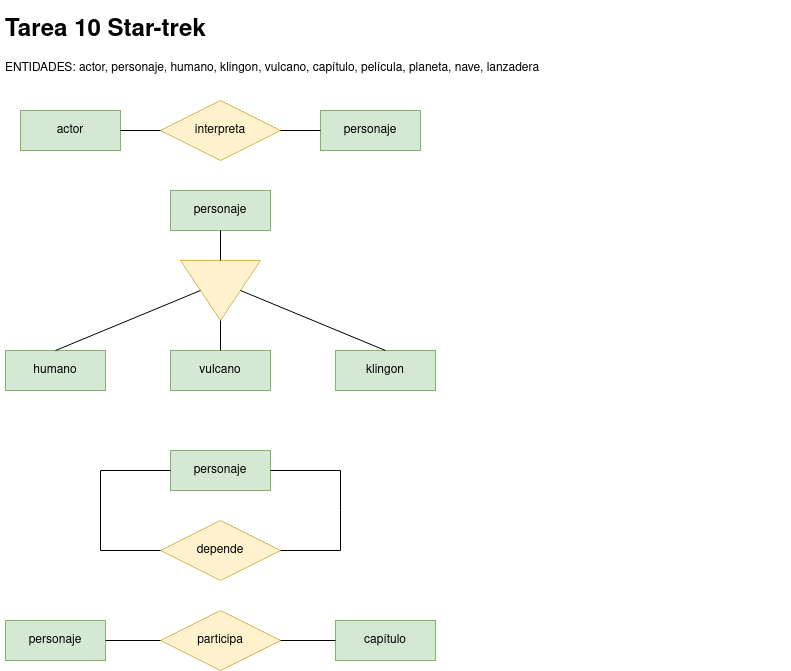 Tarea 10 Star-trek
ENTIDADES: actor, personaje, humano, klingon, vulcano, capítulo, película, planeta, nave, lanzadera
actor
interpreta
personaje
personaje
humano
vulcano
klingon
personaje
depende
personaje
participa
capítulo